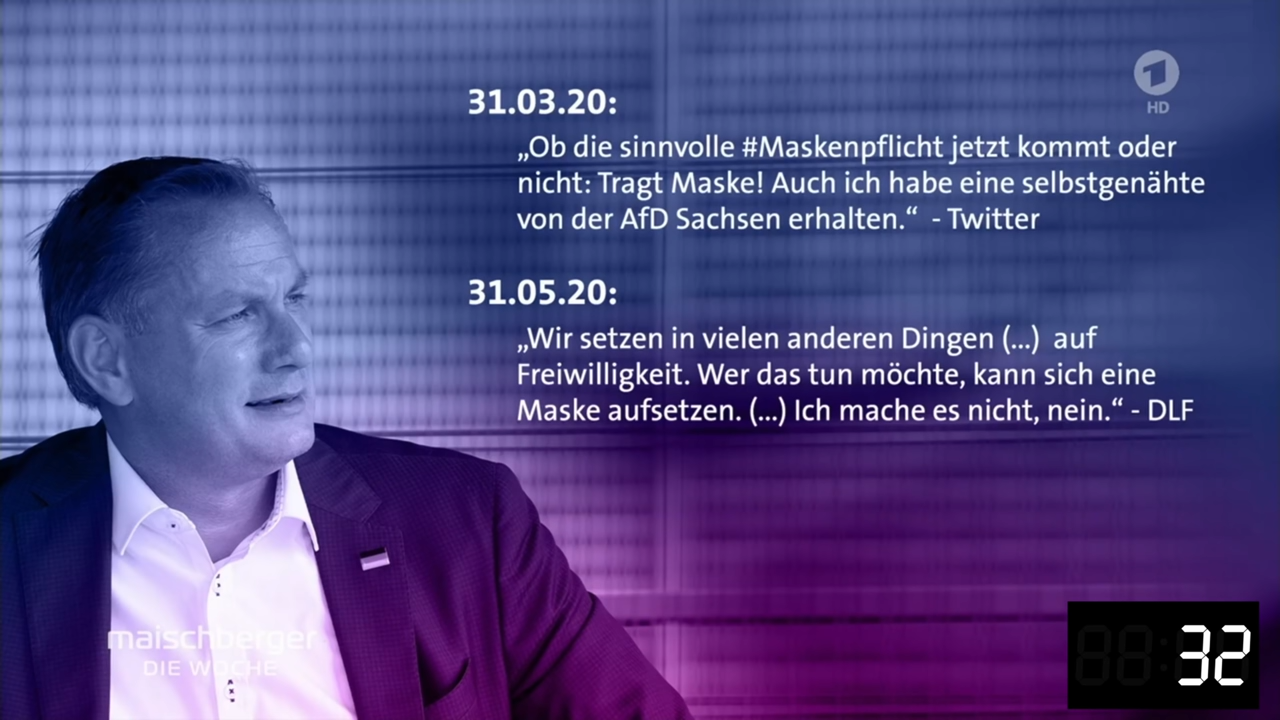 1
HD
31.03.20:
„Ob die sinnvolle #Maskenpflicht jetzt kommt oder
nicht: Tragt Maske! Auch ich habe eine selbstgenähte
von der AfD Sachsen erhalten.“ - Twitter
31.05.20:
„Wir setzen in vielen anderen Dingen (...) auf
Freiwilligkeit. Wer das tun möchte, kann sich eine
Maske aufsetzen. (...) Ich mache es nicht, nein.“ - DLF
maischberger
DIE WOCHE
32